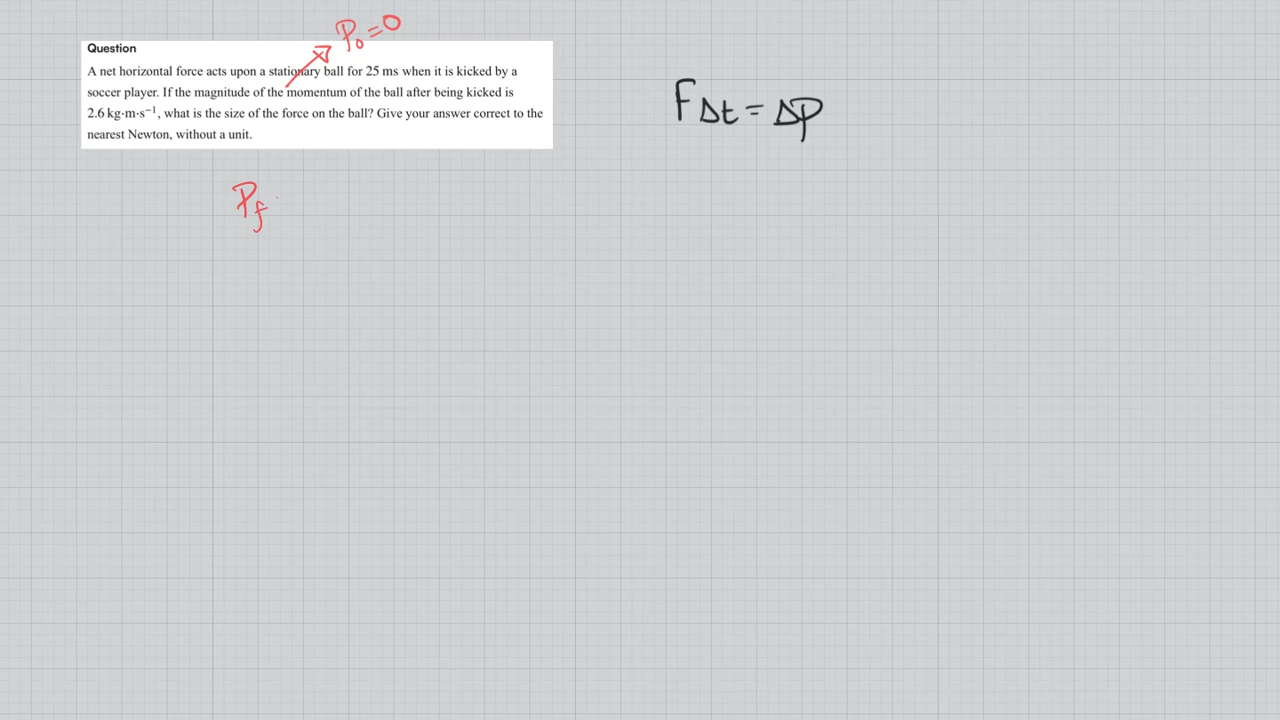 P₀=0
Question
A net horizontal force acts upon a stationary ball for 25 ms when it is kicked by a
soccer player. If the magnitude of the momentum of the ball after being kicked is
2.6 kg·m·s⁻¹, what is the size of the force on the ball? Give your answer correct to the
nearest Newton, without a unit.
FΔt = Δp
P_f